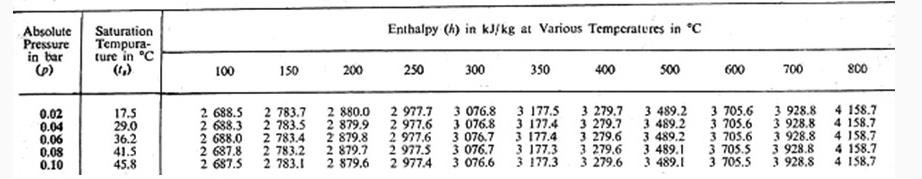 Absolute Pressure in bar (p) Saturation Tempura- ture in °C (tₛ) Enthalpy (h) in kJ/kg at Various Temperatures in °C
100 150 200 250 300 350 400 500 600 700 800
0.02 17.5 2 688.5 2 783.7 2 880.0 2 977.7 3 076.8 3 177.5 3 279.7 3 489.2 3 705.6 3 928.8 4 158.7
0.04 29.0 2 688.3 2 783.5 2 879.9 2 977.6 3 076.8 3 177.4 3 279.7 3 489.2 3 705.6 3 928.8 4 158.7
0.06 36.2 2 688.0 2 783.4 2 879.8 2 977.6 3 076.7 3 177.4 3 279.6 3 489.2 3 705.6 3 928.8 4 158.7
0.08 41.5 2 687.8 2 783.2 2 879.7 2 977.5 3 076.7 3 177.3 3 279.6 3 489.1 3 705.5 3 928.8 4 158.7
0.10 45.8 2 687.5 2 783.1 2 879.6 2 977.4 3 076.6 3 177.3 3 279.6 3 489.1 3 705.5 3 928.8 4 158.7